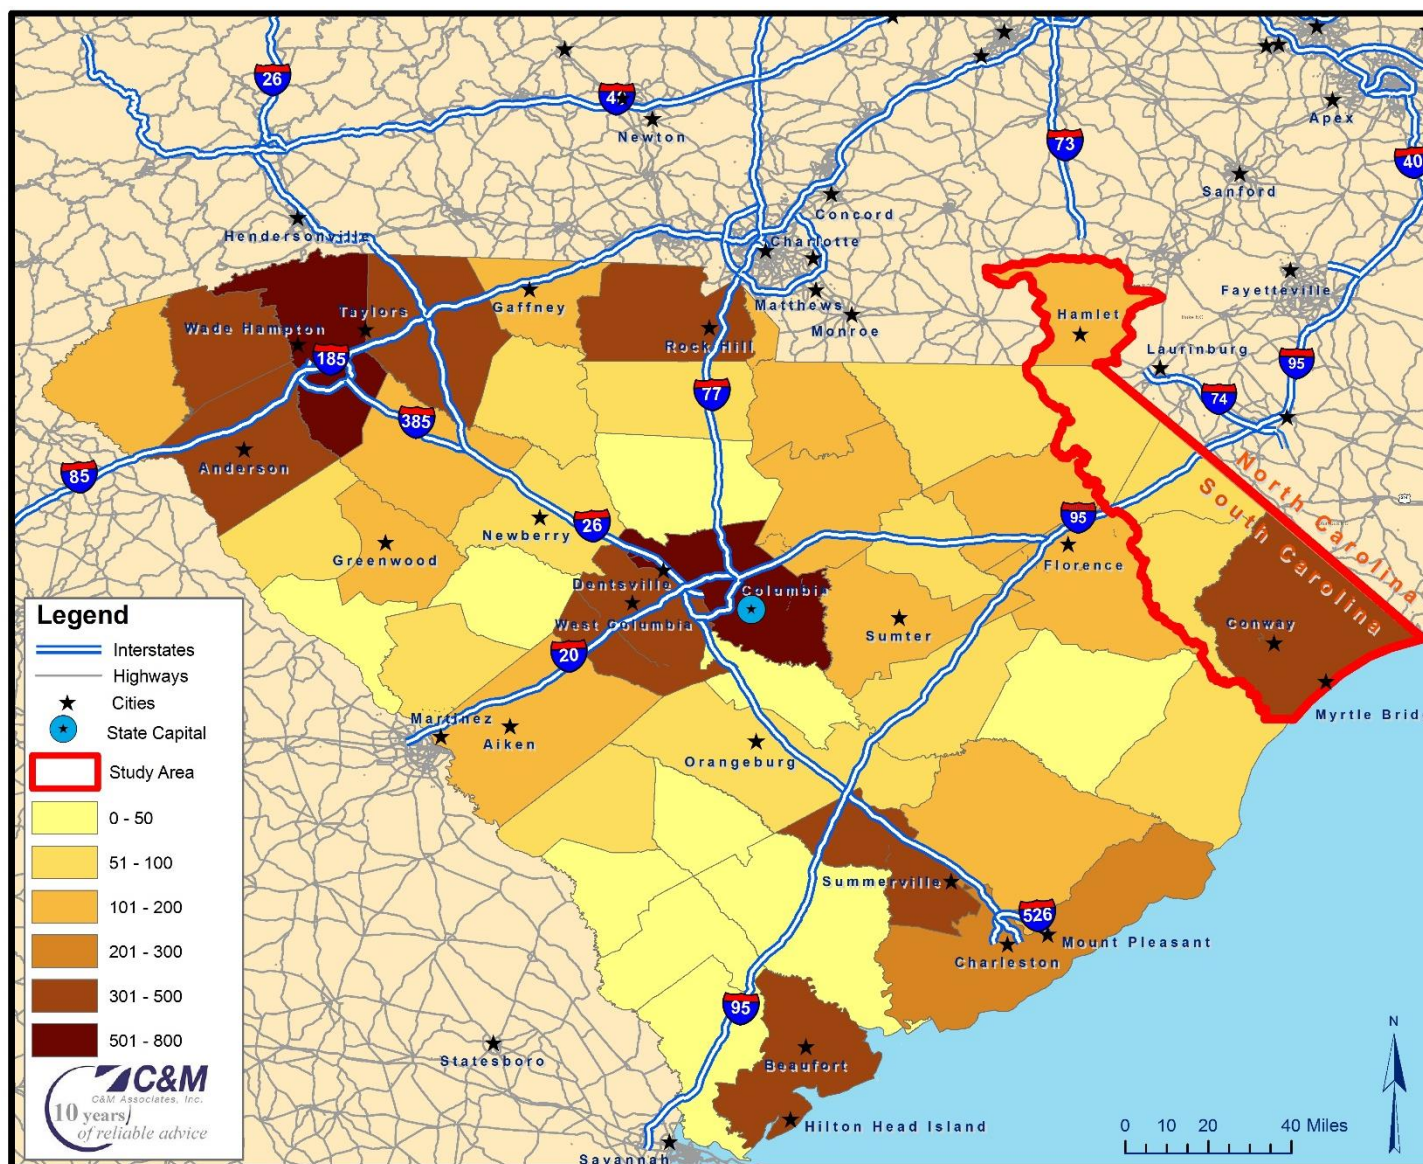 26
40
Newton
73
Apex
40
Sanford
Concord
Hendersonville
Charlotte
Fayetteville
Matthews
Monroe
Gaffney
Taylors
Wade Hampton
Rock Hill
Hamlet
Laurinburg
185
77
95
74
385
Anderson
85
North Carolina
South Carolina
26
95
Newberry
Greenwood
Florence
Dentsville
Columbia
West Columbia
Sumter
Conway
20
Martinez
Aiken
Orangeburg
Myrtle Brid
Summerville
526
Mount Pleasant
Charleston
95
Statesboro
Beaufort
Hilton Head Island
Savannah
Legend
Interstates
Highways
Cities
State Capital
Study Area
0 - 50
51 - 100
101 - 200
201 - 300
301 - 500
501 - 800
C&M
C&M Associates, Inc.
10 years
of reliable advice
N
0 10 20 40 Miles